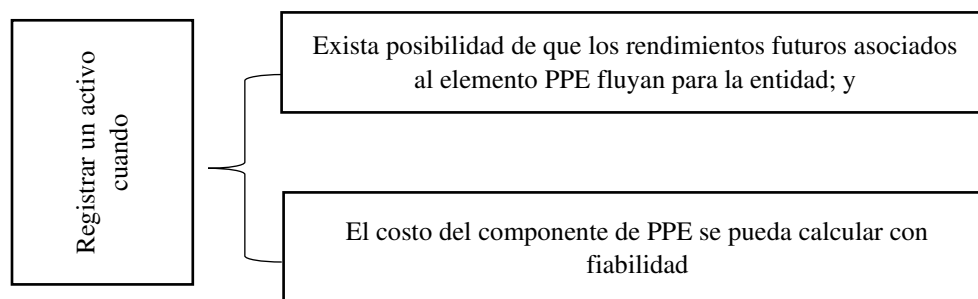 Registrar un activo
cuando
Exista posibilidad de que los rendimientos futuros asociados
al elemento PPE fluyan para la entidad; y
El costo del componente de PPE se pueda calcular con
fiabilidad